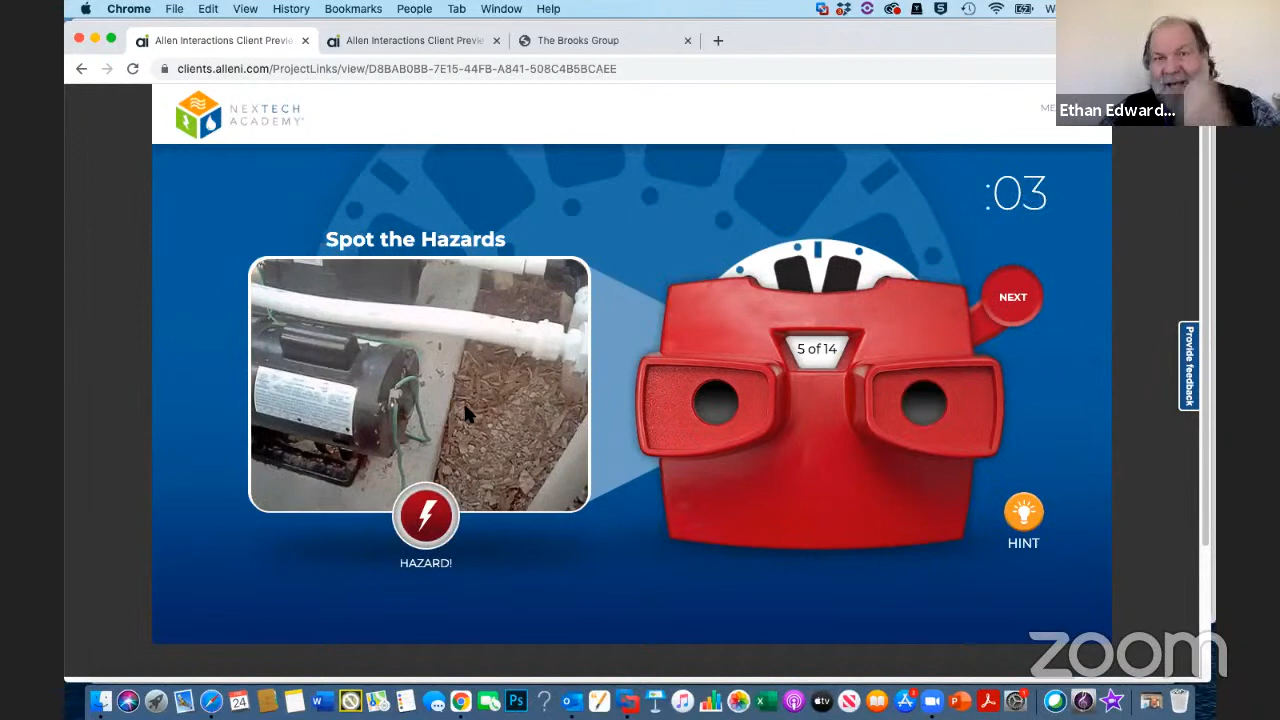 Chrome File Edit View History Bookmarks People Tab Window Help
Allen Interactions Client Previe
Allen Interactions Client Previe
The Brooks Group
clients.alleni.com/ProjectLinks/view/D8BAB0BB-7E15-44FB-A841-508C4B5BCAEE
Ethan Edward...
NEXTECH
ACADEMY
ME
:03
Spot the Hazards
NEXT
5 of 14
Provide feedback
HAZARD!
HINT
zoom
24